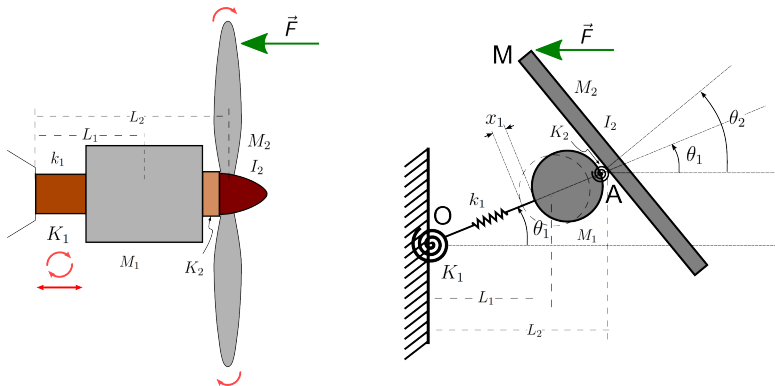 F⃗
L₂
L₁
k₁
M₂
I₂
K₁
M₁
K₂
F⃗
M
M₂
x₁
K₂
I₂
θ₂
θ₁
A
k₁
O
θ₁
M₁
K₁
L₁
L₂